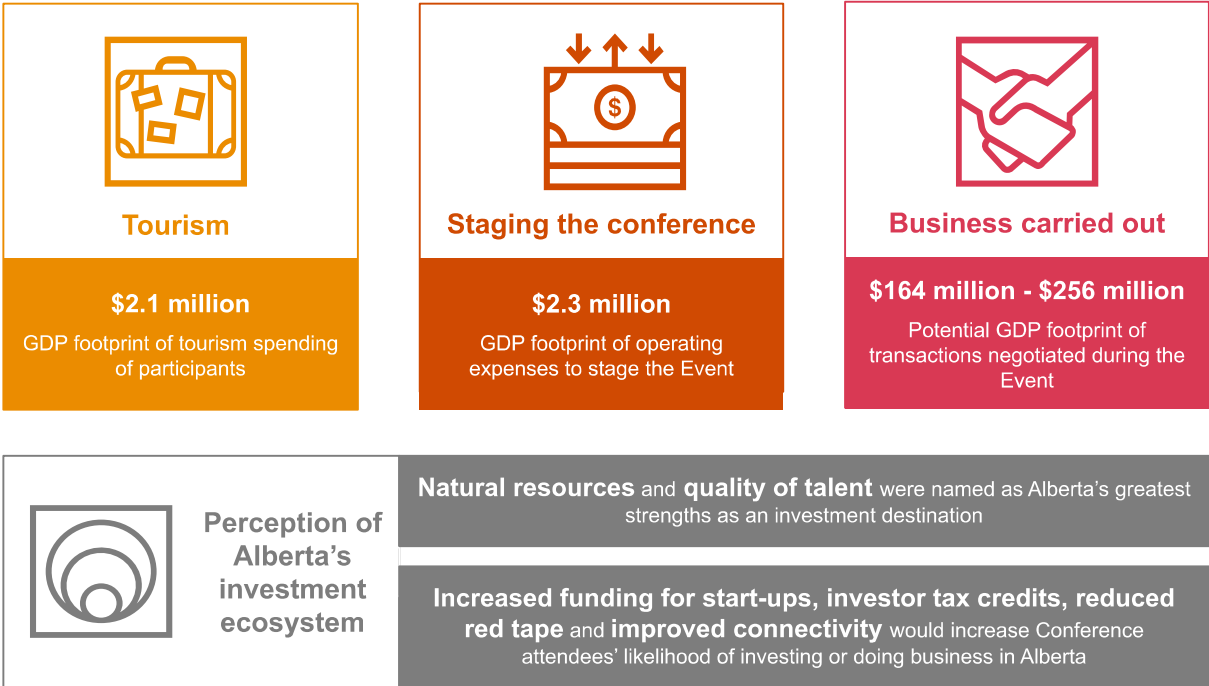 $
Tourism
$2.1 million
GDP footprint of tourism spending
of participants
Staging the conference
$2.3 million
GDP footprint of operating
expenses to stage the Event
Business carried out
$164 million - $256 million
Potential GDP footprint of
transactions negotiated during the
Event
Perception of
Alberta’s
investment
ecosystem
Natural resources and quality of talent were named as Alberta’s greatest
strengths as an investment destination
Increased funding for start-ups, investor tax credits, reduced
red tape and improved connectivity would increase Conference
attendees’ likelihood of investing or doing business in Alberta